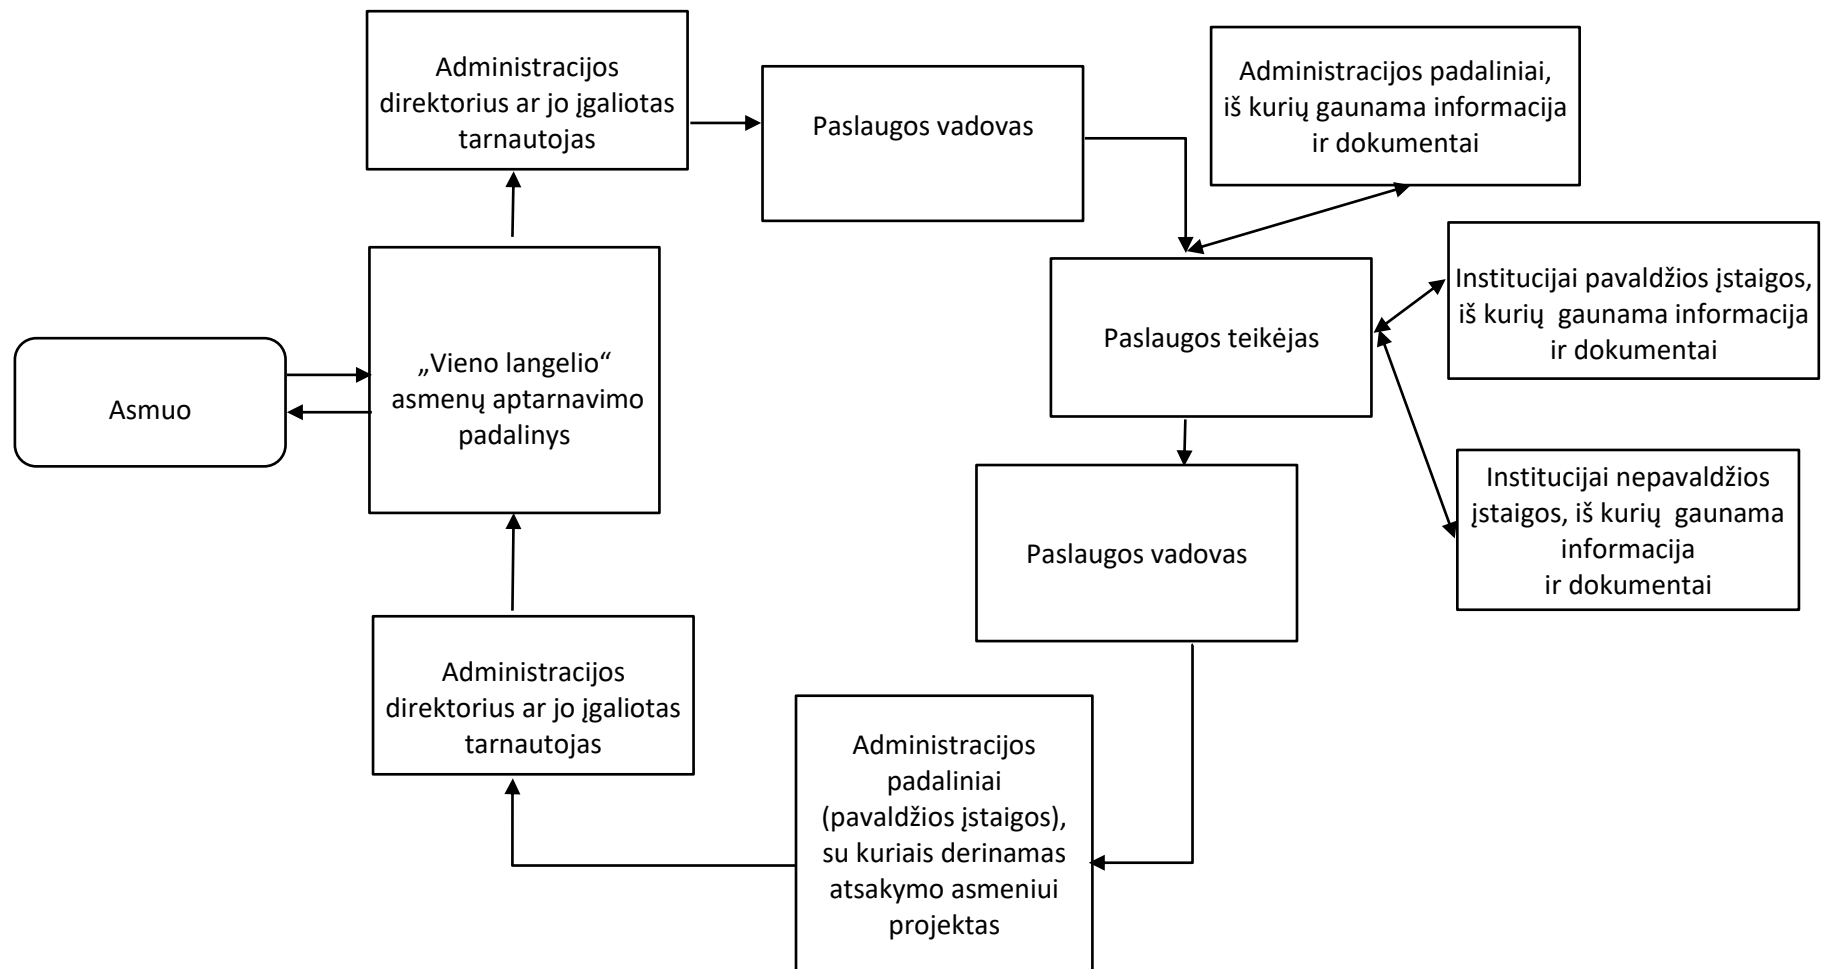 Administracijos
direktorius ar jo įgaliotas
tarnautojas
Paslaugos vadovas
Administracijos padaliniai,
iš kurių gaunama informacija
ir dokumentai
Institucijai pavaldžios įstaigos,
iš kurių gaunama informacija
ir dokumentai
Paslaugos teikėjas
„Vieno langelio“
asmenų aptarnavimo
padalinys
Asmuo
Institucijai nepavaldžios
įstaigos, iš kurių gaunama
informacija
ir dokumentai
Paslaugos vadovas
Administracijos
direktorius ar jo įgaliotas
tarnautojas
Administracijos
padaliniai
(pavaldžios įstaigos),
su kuriais derinamas
atsakymo asmeniui
projektas